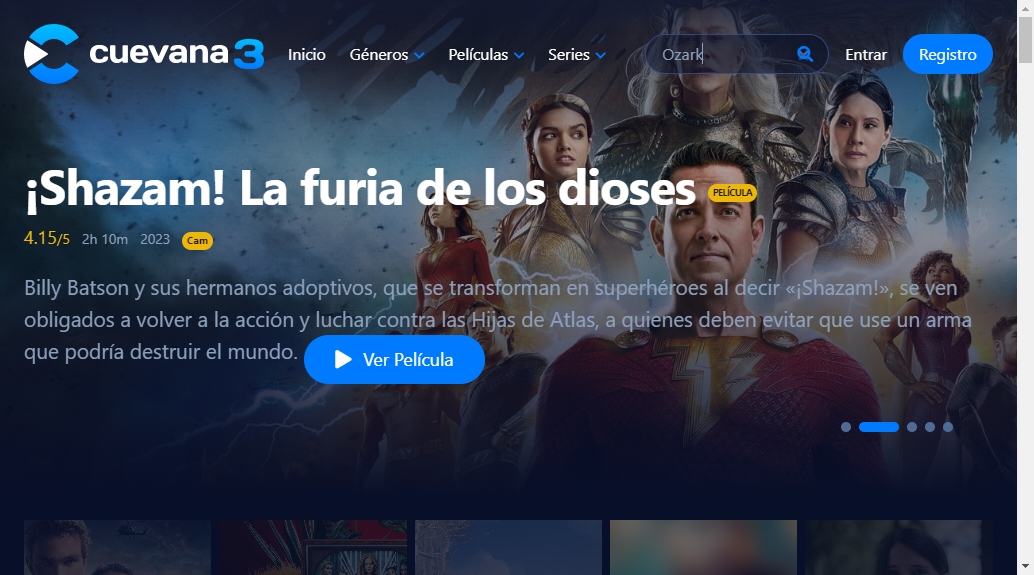 cuevana 3 Inicio Géneros Películas Series Ozark Entrar Registro
¡Shazam! La furia de los dioses PELÍCULA
4.15/5 2h 10m 2023 Cam
Billy Batson y sus hermanos adoptivos, que se transforman en superhéroes al decir «¡Shazam!», se ven
obligados a volver a la acción y luchar contra las Hijas de Atlas, a quienes deben evitar que use un arma
que podría destruir el mundo. Ver Película